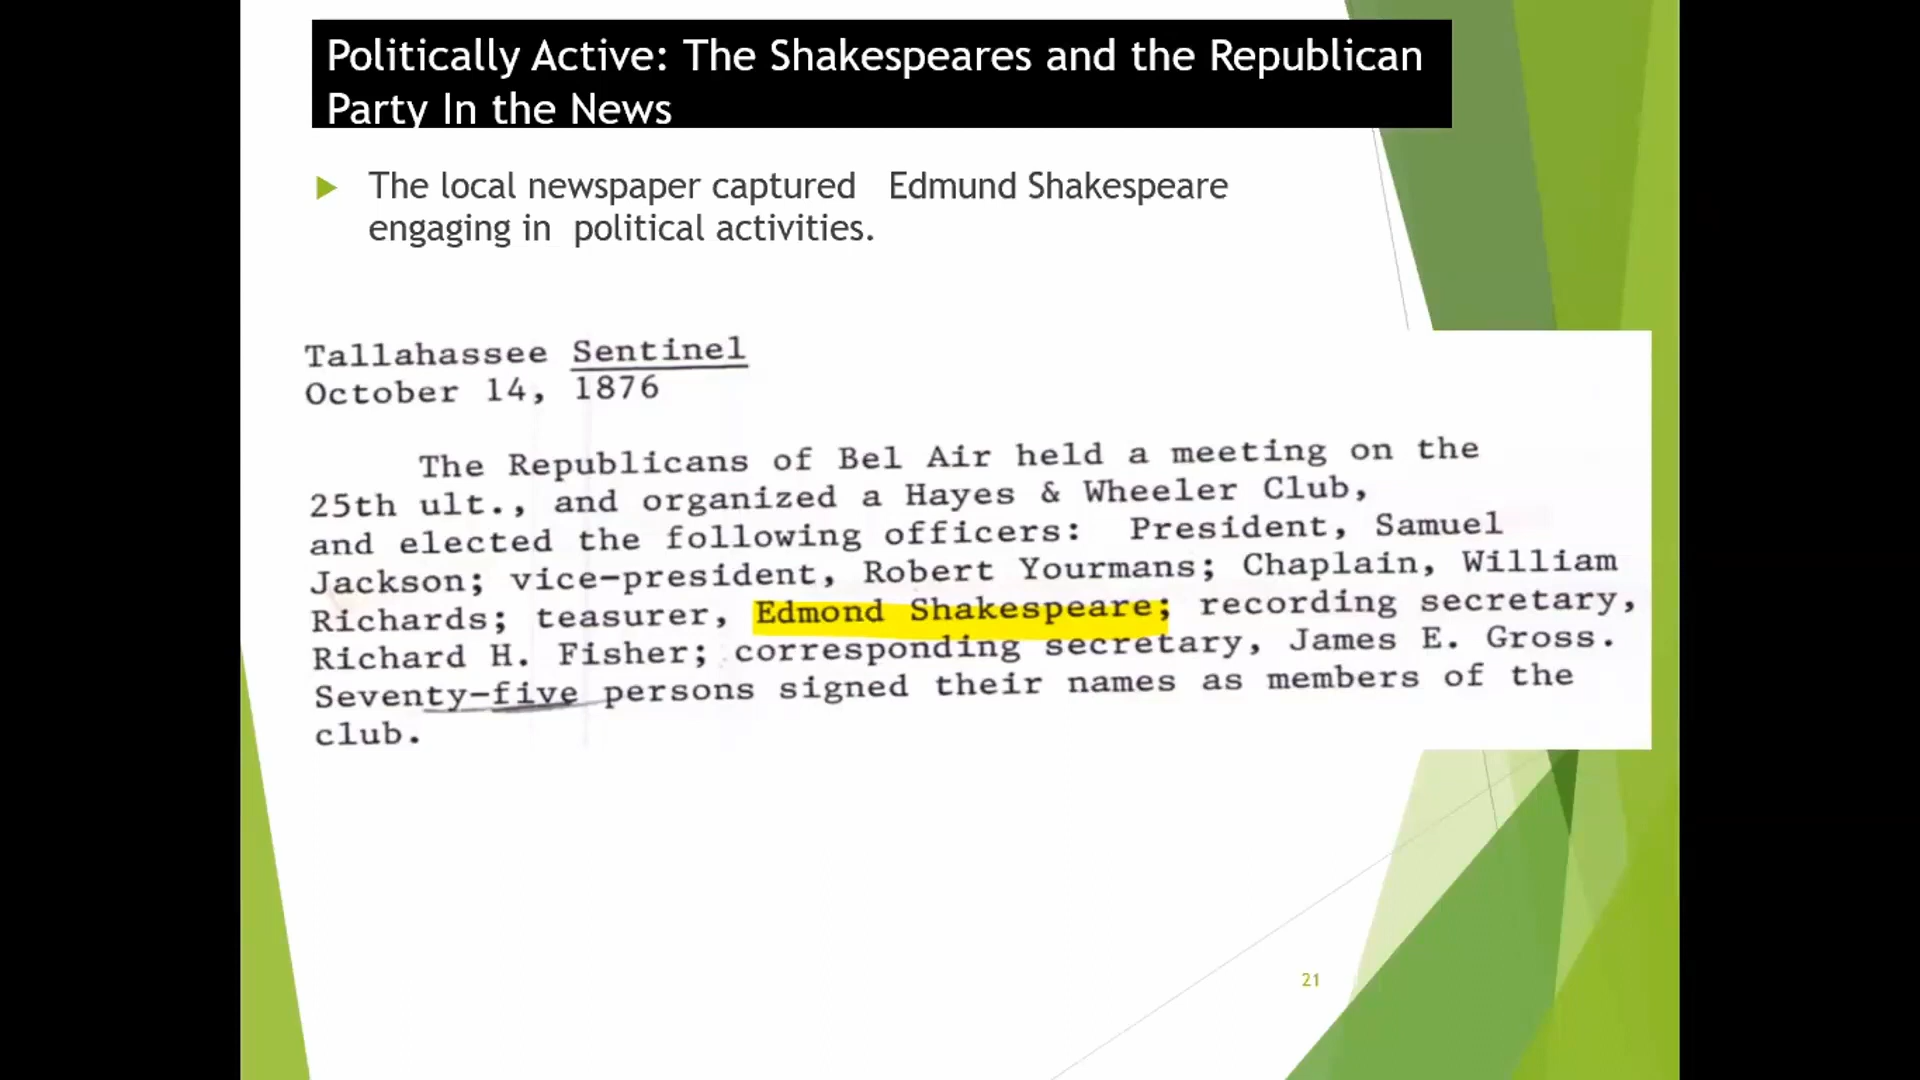 Politically Active: The Shakespeares and the Republican
Party In the News
The local newspaper captured Edmund Shakespeare
engaging in political activities.
Tallahassee Sentinel
October 14, 1876
The Republicans of Bel Air held a meeting on the
25th ult., and organized a Hayes & Wheeler Club,
and elected the following officers: President, Samuel
Jackson; vice-president, Robert Yourmans; Chaplain, William
Richards; teasurer, Edmond Shakespeare; recording secretary,
Richard H. Fisher; corresponding secretary, James E. Gross.
Seventy-five persons signed their names as members of the
club.
21